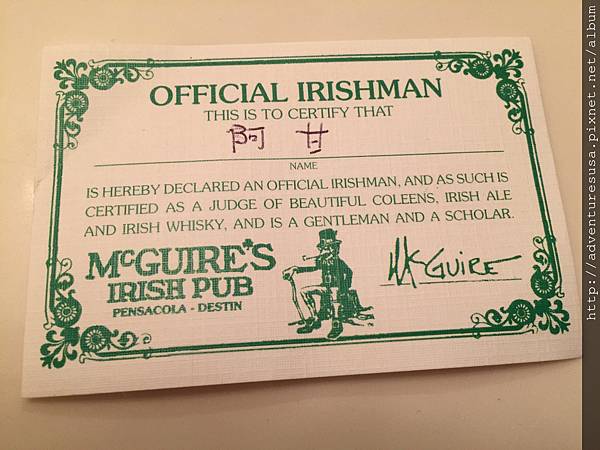 OFFICIAL IRISHMAN
THIS IS TO CERTIFY THAT
阿甘
NAME
IS HEREBY DECLARED AN OFFICIAL IRISHMAN, AND AS SUCH IS
CERTIFIED AS A JUDGE OF BEAUTIFUL COLEENS, IRISH ALE
AND IRISH WHISKY, AND IS A GENTLEMAN AND A SCHOLAR.
McGUIRE'S
IRISH PUB
PENSACOLA - DESTIN
McGUIRE
http://adventuresusa.pixnet.net/album